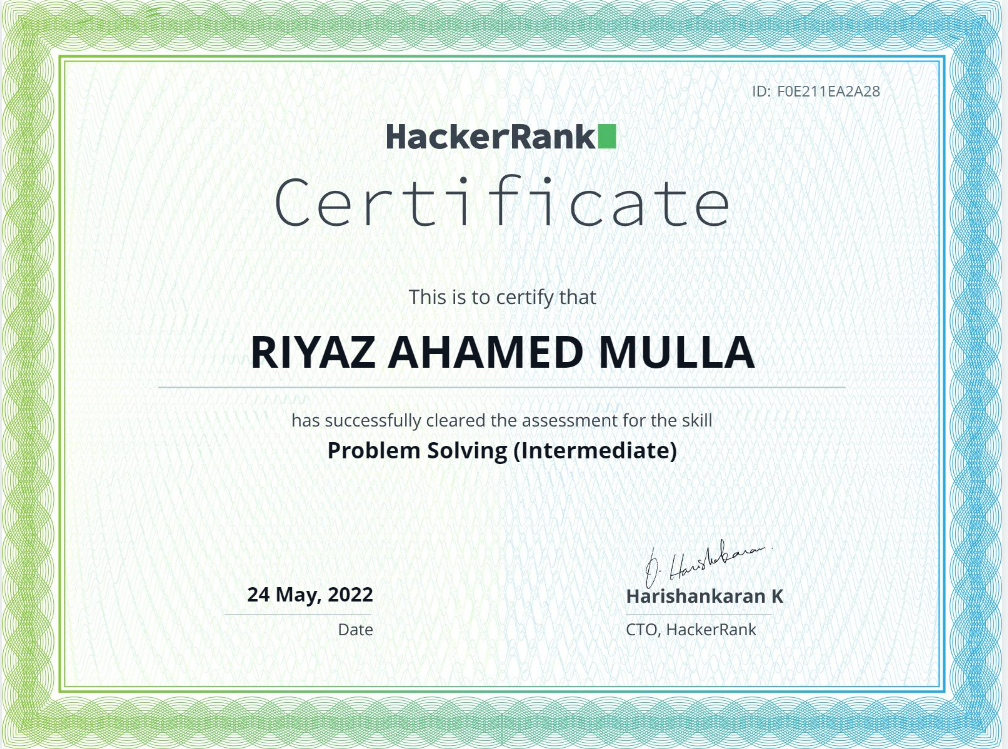 ID: F0E211EA2A28
HackerRank
Certificate
This is to certify that
RIYAZ AHAMED MULLA
has successfully cleared the assessment for the skill
Problem Solving (Intermediate)
O. Harishankaran
24 May, 2022
Harishankaran K
Date
CTO, HackerRank